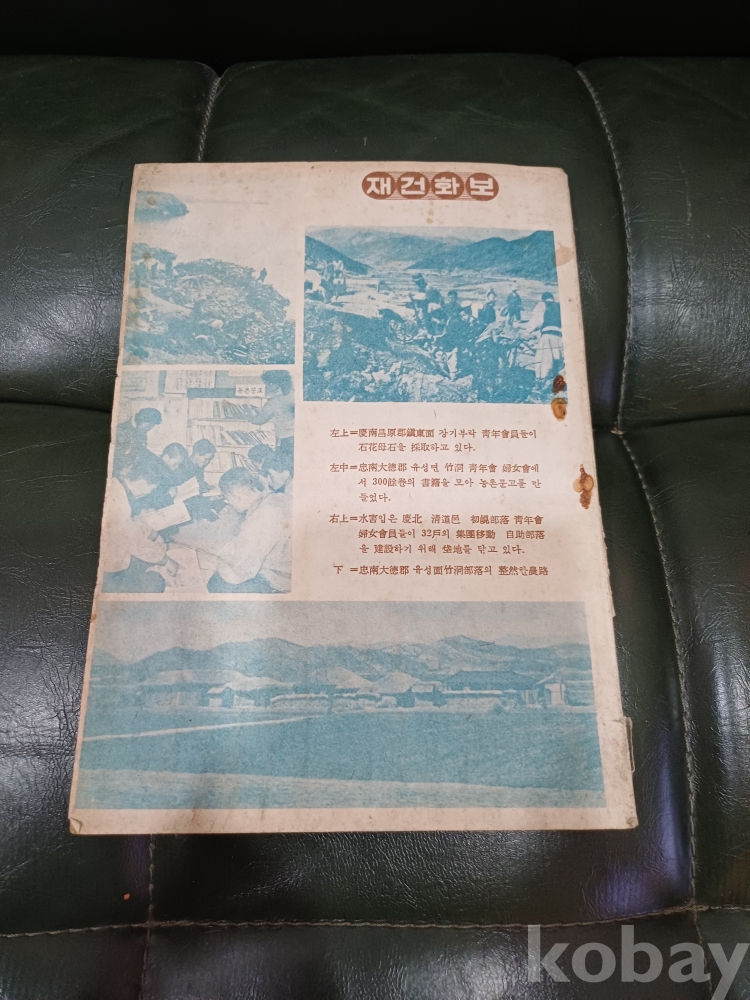 재건화보
농촌문고
左上=慶南昌原郡鎭東面 장기부락 靑年會員들이
石花母石을 採取하고 있다.
左中=忠南大德郡 유성면 竹洞 靑年會 婦女會에
서 300餘卷의 書籍을 모아 농촌문고를 만
들었다.
右上=水害입은 慶北 淸道邑 初鏡部落 靑年會
婦女會員들이 32戶의 集團移動 自助部落
을 建設하기 위해 垈地를 닦고 있다.
下 =忠南大德郡 유성面竹洞部落의 整然한農路
kobay